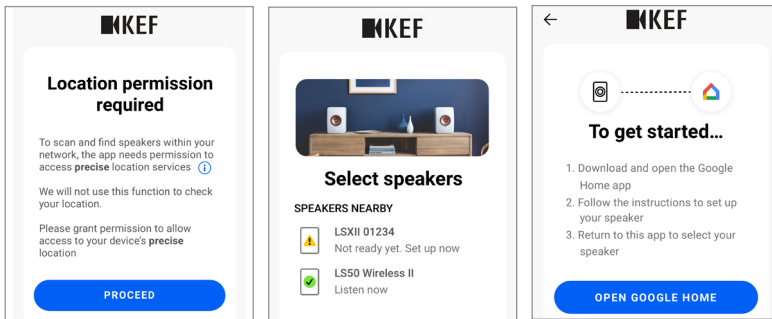 KEF
Location permission
required
To scan and find speakers within your
network, the app needs permission to
access precise location services
We will not use this function to check
your location.
Please grant permission to allow
access to your device's precise
location
PROCEED
KEF
Select speakers
SPEAKERS NEARBY
LSXII 01234
Not ready yet. Set up now
LS50 Wireless II
Listen now
KEF
To get started...
1. Download and open the Google
Home app
2. Follow the instructions to set up
your speaker
3. Return to this app to select your
speaker
OPEN GOOGLE HOME